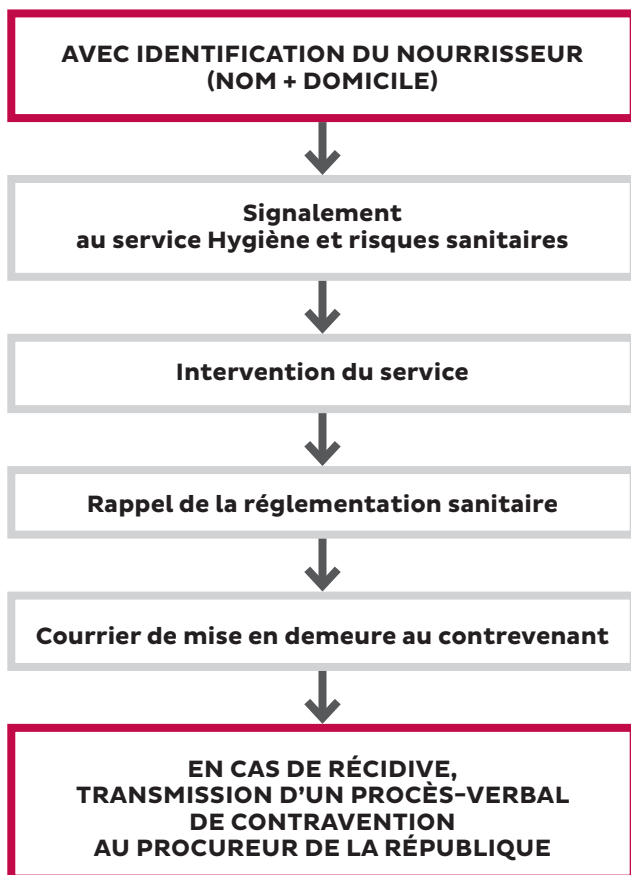 AVEC IDENTIFICATION DU NOURRISSEUR
(NOM + DOMICILE)
Signalement
au service Hygiène et risques sanitaires
Intervention du service
Rappel de la réglementation sanitaire
Courrier de mise en demeure au contrevenant
EN CAS DE RÉCIDIVE,
TRANSMISSION D'UN PROCÈS-VERBAL
DE CONTRAVENTION
AU PROCUREUR DE LA RÉPUBLIQUE